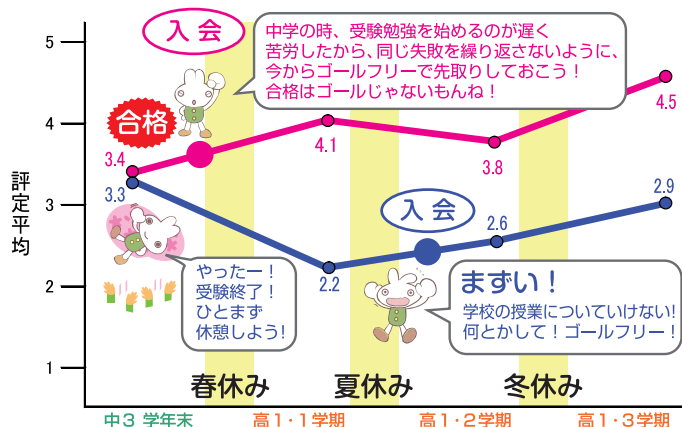 入会
中学の時、受験勉強を始めるのが遅く
苦労したから、同じ失敗を繰り返さないように、
今からゴールフリーで先取りしておこう！
合格はゴールじゃないもんね！
合格
評定平均
5
4
3
2
1
3.4
4.1
3.8
4.5
3.3
2.2
2.6
2.9
入会
やったー！
受験終了！
ひとまず
休憩しよう!
まずい！
学校の授業についていけない!
何とかして！ゴールフリー！
春休み
夏休み
冬休み
中3 学年末
高1・1学期
高1・2学期
高1・3学期